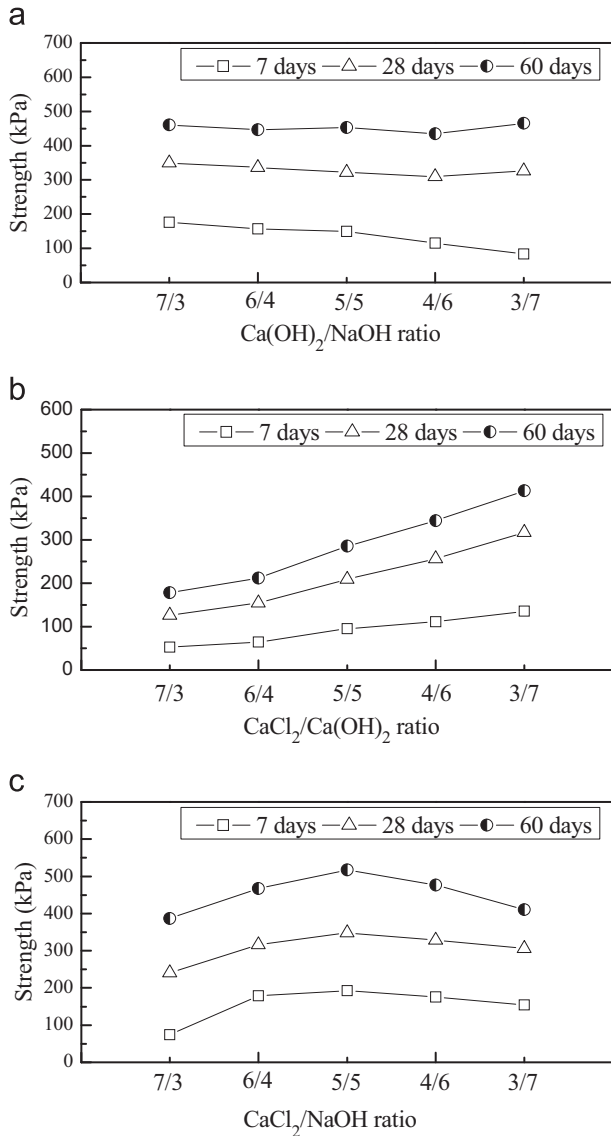 a
7 days 28 days 60 days
700
600
500
400
300
200
100
0
Strength (kPa)
7/3 6/4 5/5 4/6 3/7
Ca(OH)2/NaOH ratio
b
7 days 28 days 60 days
600
500
400
300
200
100
0
Strength (kPa)
7/3 6/4 5/5 4/6 3/7
CaCl2/Ca(OH)2 ratio
c
7 days 28 days 60 days
700
600
500
400
300
200
100
0
Strength (kPa)
7/3 6/4 5/5 4/6 3/7
CaCl2/NaOH ratio